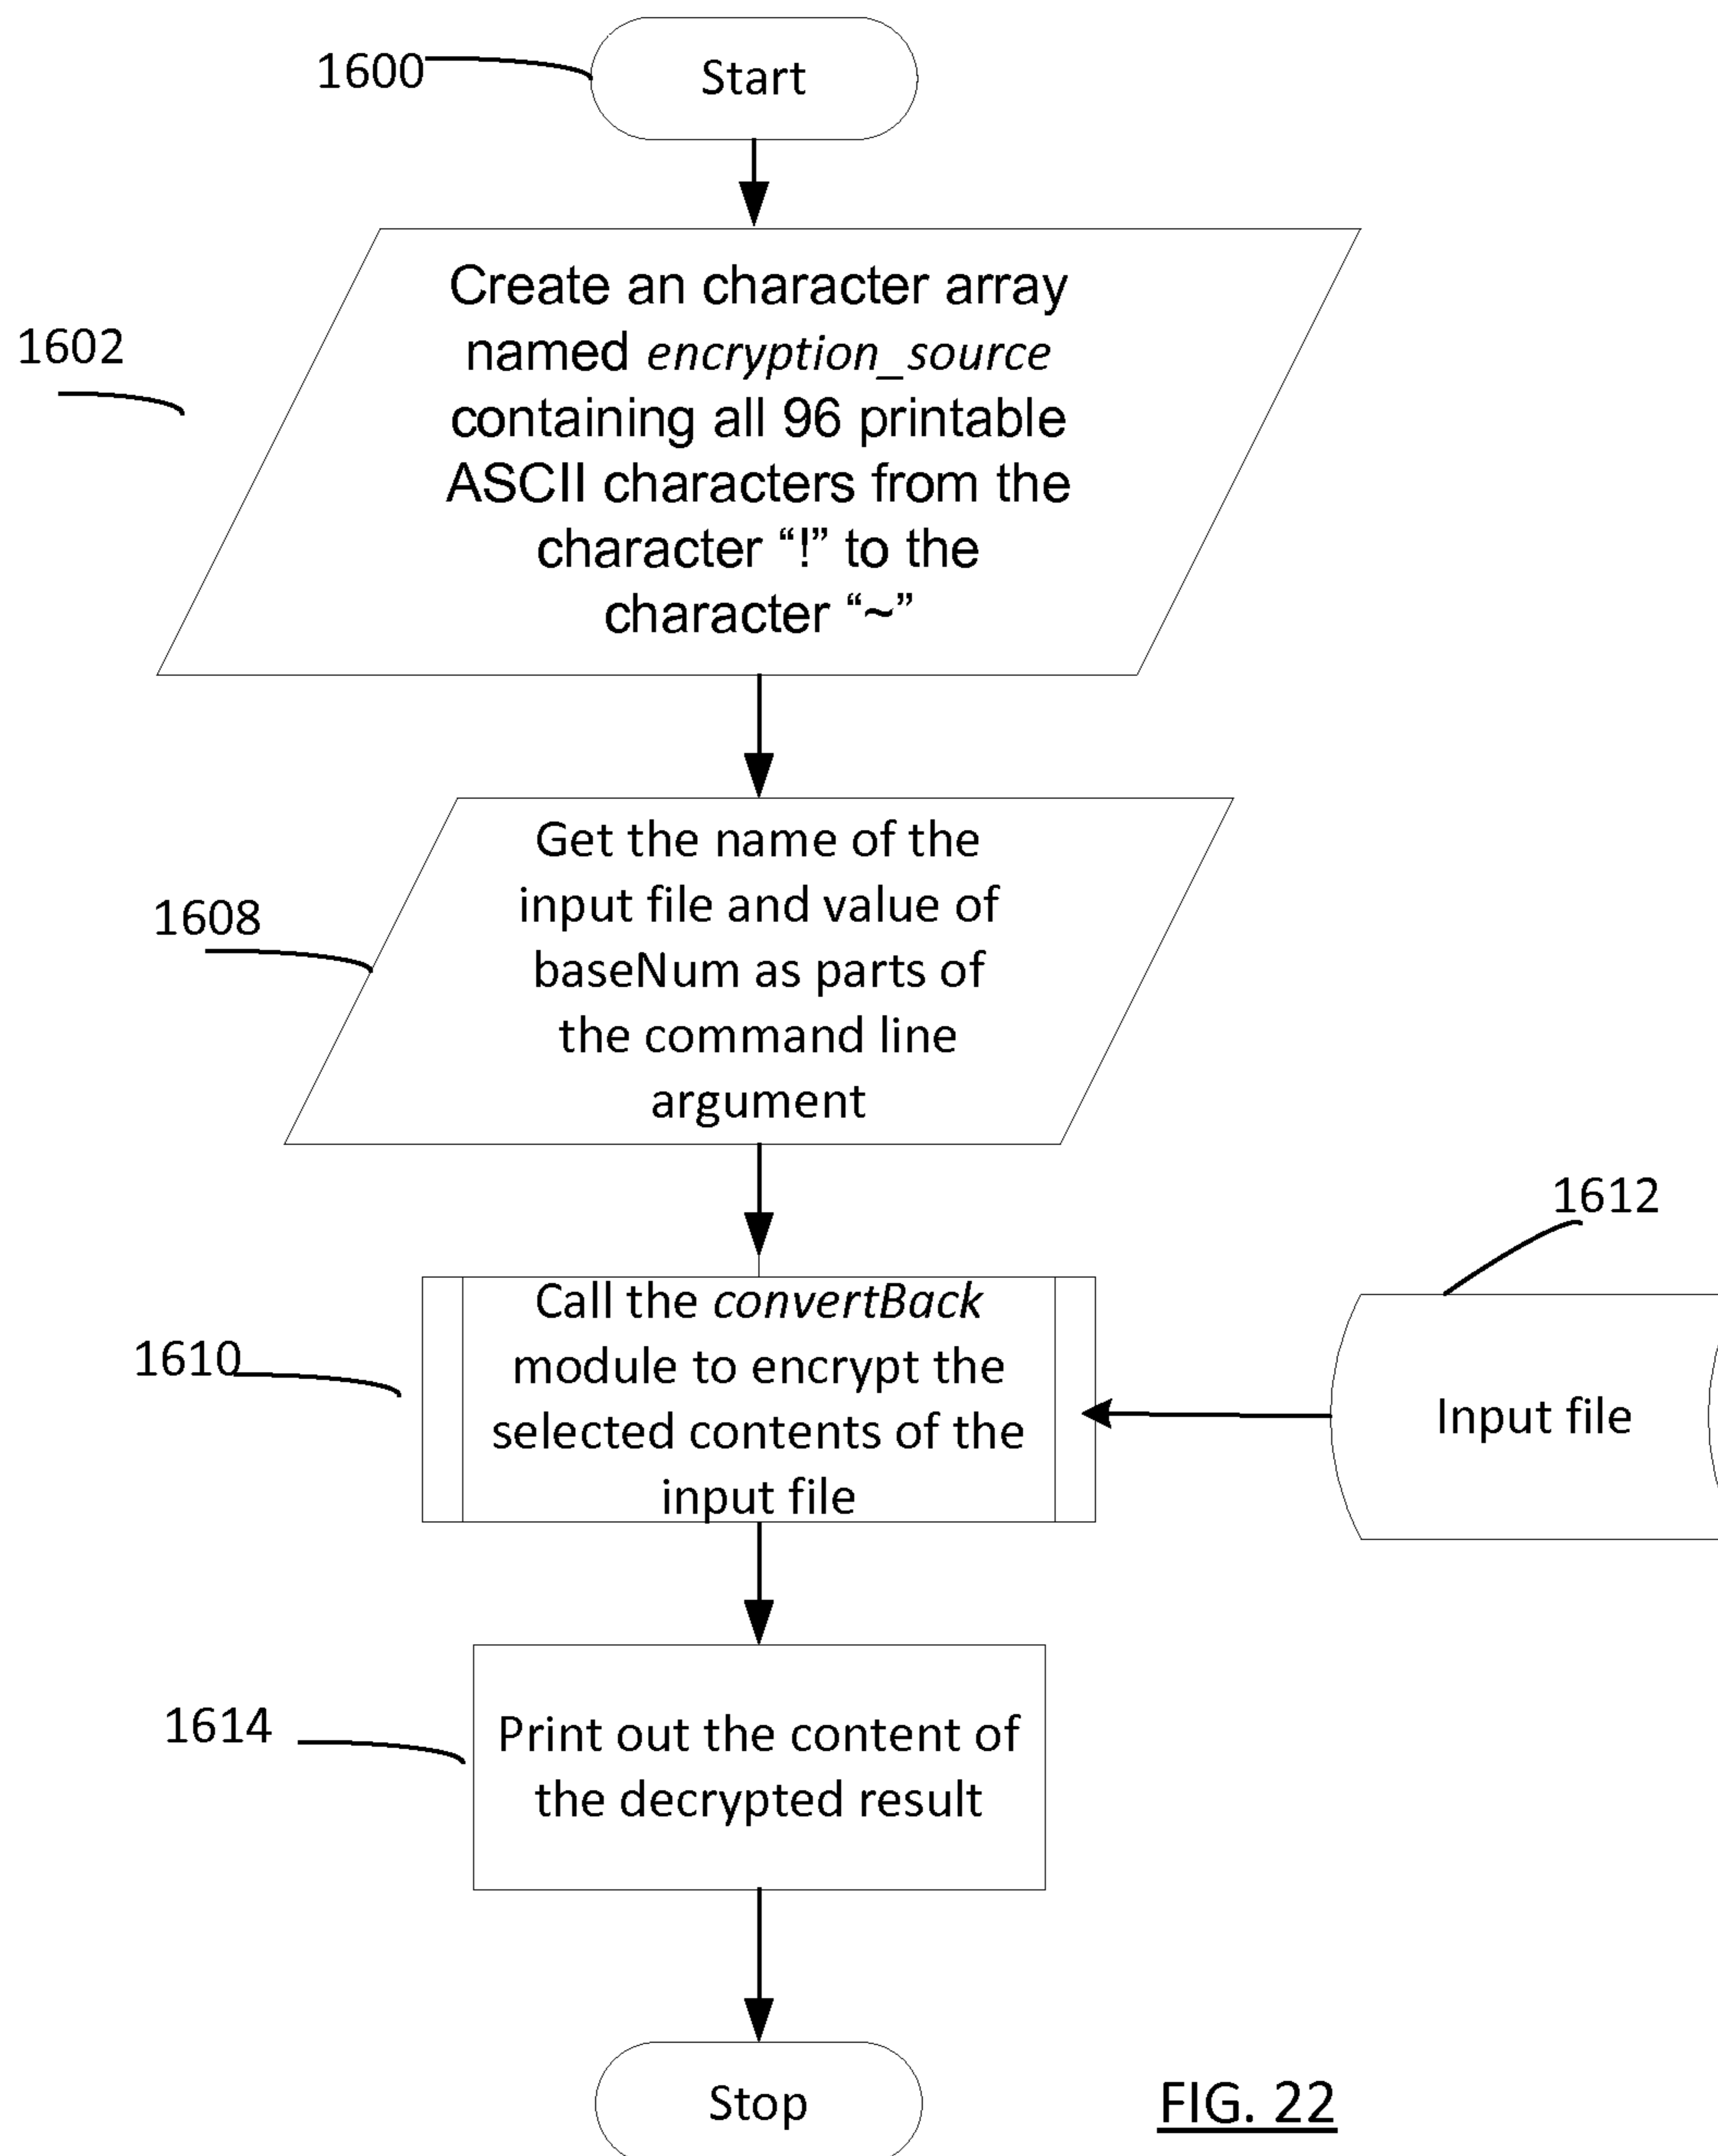 1600
Start
1602
Create an character array
named encryption_source
containing all 96 printable
ASCII characters from the
character “!” to the
character “~”
1608
Get the name of the
input file and value of
baseNum as parts of
the command line
argument
1610
Call the convertBack
module to encrypt the
selected contents of the
input file
1612
Input file
1614
Print out the content of
the decrypted result
Stop
FIG. 22